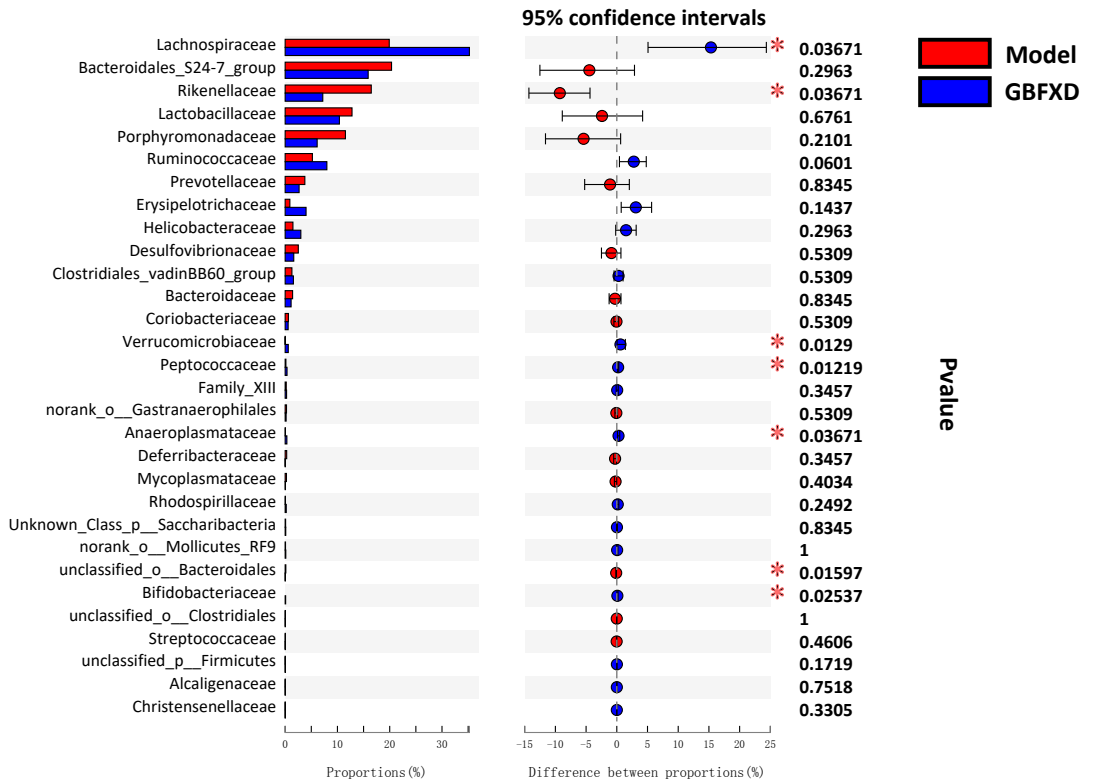 95% confidence intervals
Lachnospiraceae * 0.03671
Bacteroidales_S24-7_group 0.2963
Rikenellaceae * 0.03671
Lactobacillaceae 0.6761
Porphyromonadaceae 0.2101
Ruminococcaceae 0.0601
Prevotellaceae 0.8345
Erysipelotrichaceae 0.1437
Helicobacteraceae 0.2963
Desulfovibrionaceae 0.5309
Clostridiales_vadinBB60_group 0.5309
Bacteroidaceae 0.8345
Coriobacteriaceae 0.5309
Verrucomicrobiaceae * 0.0129
Peptococcaceae * 0.01219
Family_XIII 0.3457
norank_o__Gastranaerophilales 0.5309
Anaeroplasmataceae * 0.03671
Deferribacteraceae 0.3457
Mycoplasmataceae 0.4034
Rhodospirillaceae 0.2492
Unknown_Class_p__Saccharibacteria 0.8345
norank_o__Mollicutes_RF9 1
unclassified_o__Bacteroidales * 0.01597
Bifidobacteriaceae * 0.02537
unclassified_o__Clostridiales 1
Streptococcaceae 0.4606
unclassified_p__Firmicutes 0.1719
Alcaligenaceae 0.7518
Christensenellaceae 0.3305
0 10 20 30 -15 -10 -5 0 5 10 15 20 25
Proportions(%) Difference between proportions(%)
Model
GBFXD
Pvalue